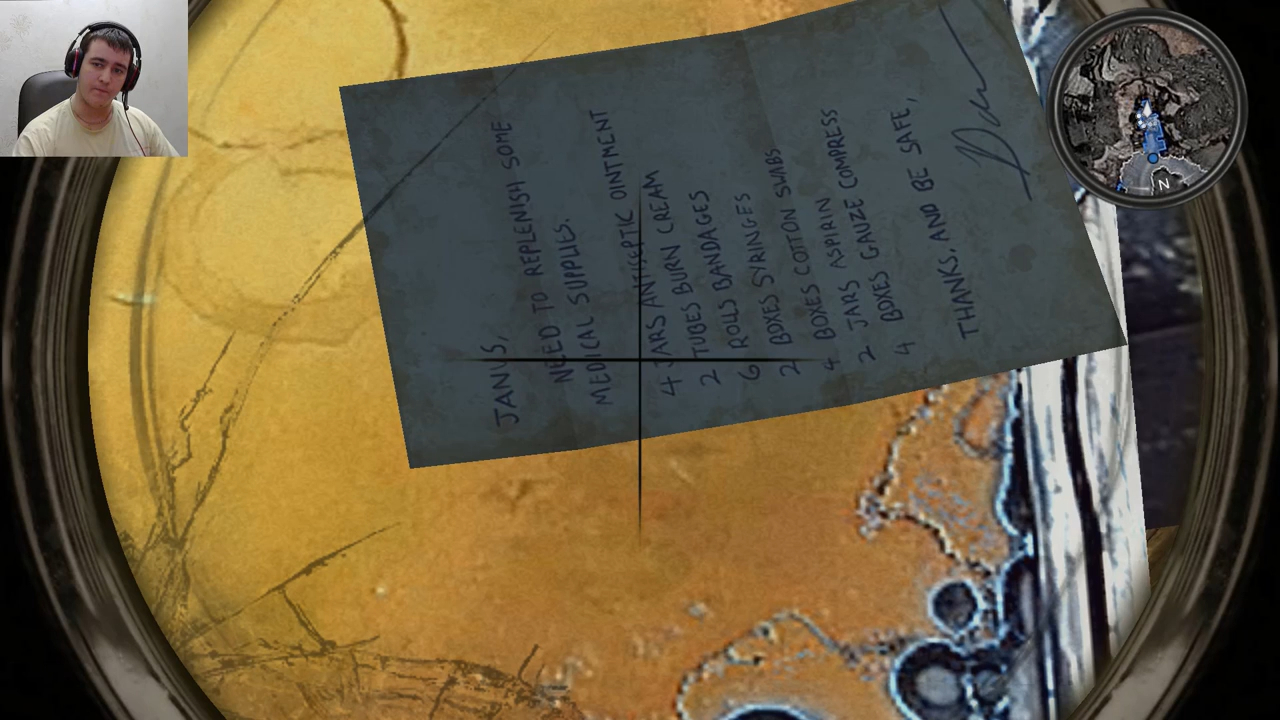 JANUS,
NEED TO REPLENISH SOME
MEDICAL SUPPLIES.
4 JARS ANTISEPTIC OINTMENT
2 TUBES BURN CREAM
6 ROLLS BANDAGES
2 BOXES SYRINGES
4 BOXES COTTON SWABS
2 JARS ASPIRIN
4 BOXES GAUZE COMPRESS
THANKS, AND BE SAFE,
N